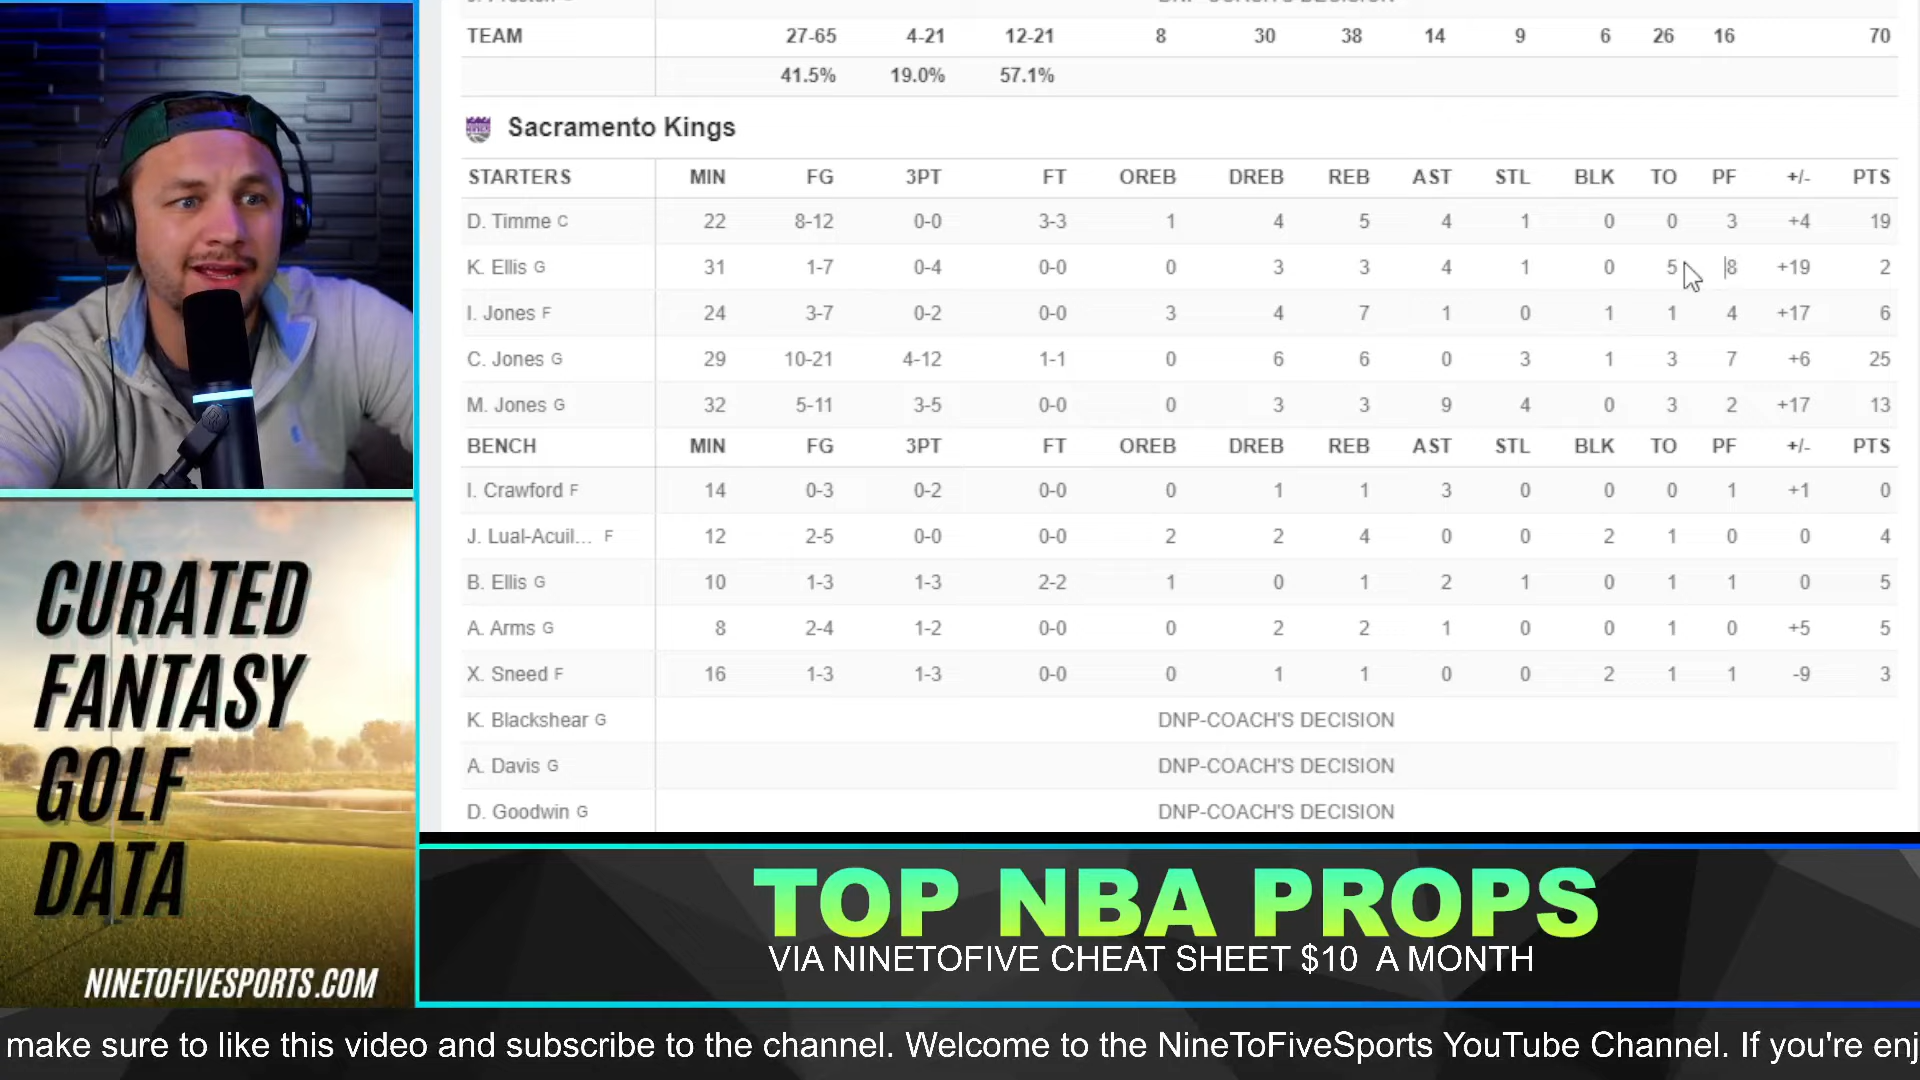 TEAM 27-65 4-21 12-21 8 30 38 14 9 6 26 16 70
41.5% 19.0% 57.1%
Sacramento Kings
STARTERS MIN FG 3PT FT OREB DREB REB AST STL BLK TO PF +/- PTS
D. Timme C 22 8-12 0-0 3-3 1 4 5 4 1 0 0 3 +4 19
K. Ellis G 31 1-7 0-4 0-0 0 3 3 4 1 0 5 8 +19 2
I. Jones F 24 3-7 0-2 0-0 3 4 7 1 0 1 1 4 +17 6
C. Jones G 29 10-21 4-12 1-1 0 6 6 0 3 1 3 7 +6 25
M. Jones G 32 5-11 3-5 0-0 0 3 3 9 4 0 3 2 +17 13
BENCH MIN FG 3PT FT OREB DREB REB AST STL BLK TO PF +/- PTS
I. Crawford F 14 0-3 0-2 0-0 0 1 1 3 0 0 0 1 +1 0
J. Lual-Acuil... F 12 2-5 0-0 0-0 2 2 4 0 0 2 1 0 0 4
B. Ellis G 10 1-3 1-3 2-2 1 0 1 2 1 0 1 1 0 5
A. Arms G 8 2-4 1-2 0-0 0 2 2 1 0 0 1 0 +5 5
X. Sneed F 16 1-3 1-3 0-0 0 1 1 0 0 2 1 1 -9 3
K. Blackshear G DNP-COACH'S DECISION
A. Davis G DNP-COACH'S DECISION
D. Goodwin G DNP-COACH'S DECISION
CURATED
FANTASY
GOLF
DATA
NINETOFIVESPORTS.COM
TOP NBA PROPS
VIA NINETOFIVE CHEAT SHEET $10 A MONTH
make sure to like this video and subscribe to the channel. Welcome to the NineToFiveSports YouTube Channel. If you're enj